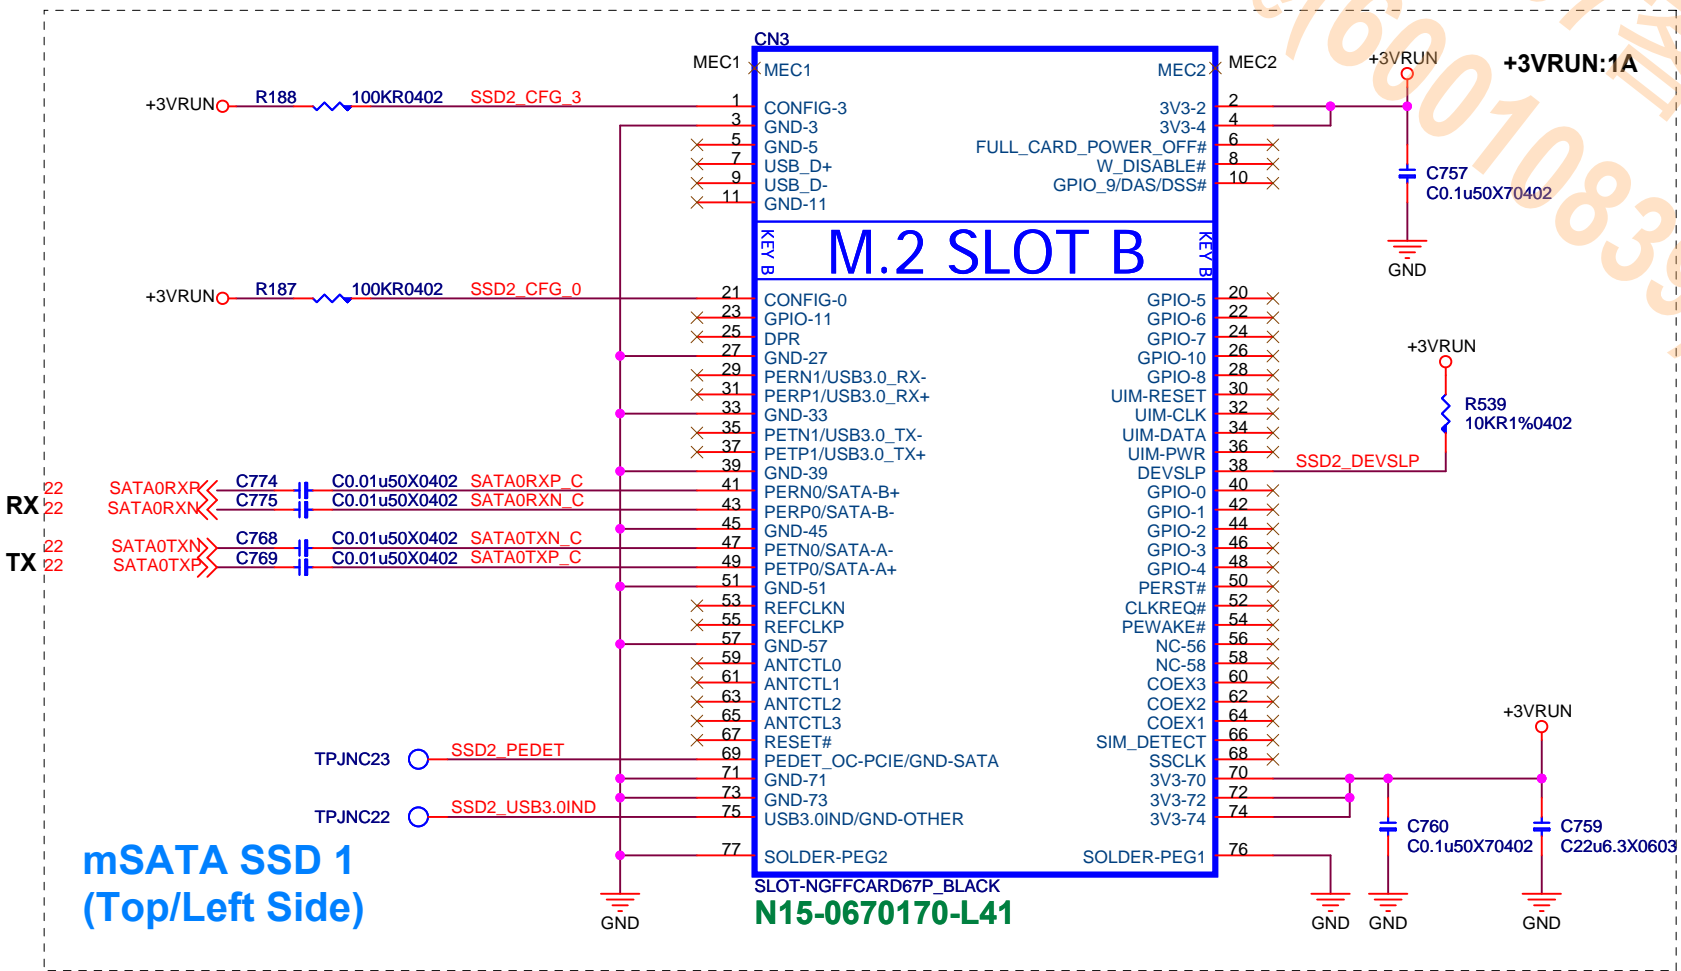 CN3
MEC1
MEC1
MEC2
MEC2
+3VRUN
+3VRUN:1A
+3VRUN
R188
100KR0402
SSD2_CFG_3
1
CONFIG-3
3V3-2
2
3
GND-3
3V3-4
4
5
GND-5
FULL_CARD_POWER_OFF#
6
7
USB_D+
W_DISABLE#
8
9
USB_D-
GPIO_9/DAS/DSS#
10
11
GND-11
C757
C0.1u50X70402
GND
KEY B
M.2 SLOT B
KEY B
+3VRUN
R187
100KR0402
SSD2_CFG_0
21
CONFIG-0
GPIO-5
20
23
GPIO-11
GPIO-6
22
25
DPR
GPIO-7
24
27
GND-27
GPIO-10
26
29
PERN1/USB3.0_RX-
GPIO-8
28
31
PERP1/USB3.0_RX+
UIM-RESET
30
33
GND-33
UIM-CLK
32
35
PETN1/USB3.0_TX-
UIM-DATA
34
37
PETP1/USB3.0_TX+
UIM-PWR
36
39
GND-39
DEVSLP
38
SSD2_DEVSLP
+3VRUN
R539
10KR1%0402
RX
22
SATA0RXP
C774
C0.01u50X0402
SATA0RXP_C
41
PERN0/SATA-B+
GPIO-0
40
22
SATA0RXN
C775
C0.01u50X0402
SATA0RXN_C
43
PERP0/SATA-B-
GPIO-1
42
45
GND-45
GPIO-2
44
TX
22
SATA0TXN
C768
C0.01u50X0402
SATA0TXN_C
47
PETN0/SATA-A-
GPIO-3
46
22
SATA0TXP
C769
C0.01u50X0402
SATA0TXP_C
49
PETP0/SATA-A+
GPIO-4
48
51
GND-51
PERST#
50
53
REFCLKN
CLKREQ#
52
55
REFCLKP
PEWAKE#
54
57
GND-57
NC-56
56
59
ANTCTL0
NC-58
58
61
ANTCTL1
COEX3
60
63
ANTCTL2
COEX2
62
65
ANTCTL3
COEX1
64
67
RESET#
SIM_DETECT
66
TPJNC23
SSD2_PEDET
69
PEDET_OC-PCIE/GND-SATA
SSCLK
68
71
GND-71
3V3-70
70
73
GND-73
3V3-72
72
TPJNC22
SSD2_USB3.0IND
75
USB3.0IND/GND-OTHER
3V3-74
74
77
SOLDER-PEG2
SOLDER-PEG1
76
+3VRUN
C760
C0.1u50X70402
C759
C22u6.3X0603
GND
GND
GND
GND
SLOT-NGFFCARD67P_BLACK
N15-0670170-L41
mSATA SSD 1
(Top/Left Side)